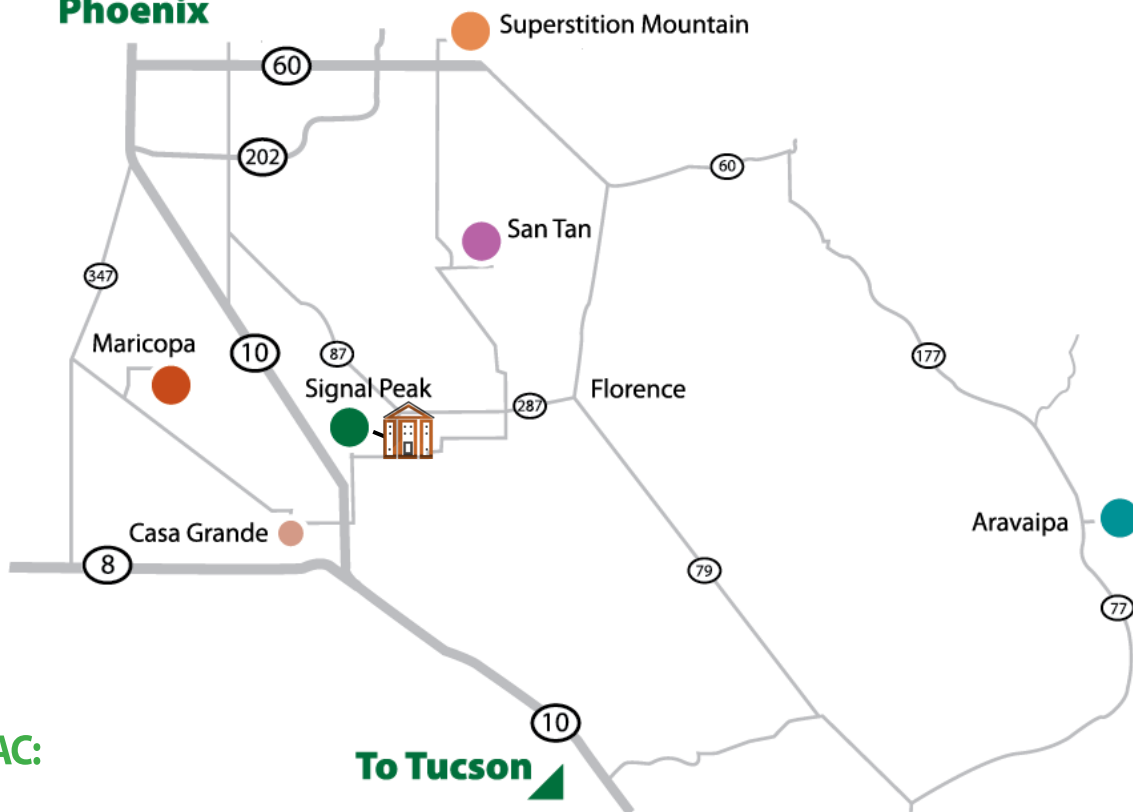 Phoenix
Superstition Mountain
60
202
60
San Tan
347
Maricopa
10
87
177
Signal Peak
Florence
287
Casa Grande
Aravaipa
8
79
77
10
To Tucson
AC: